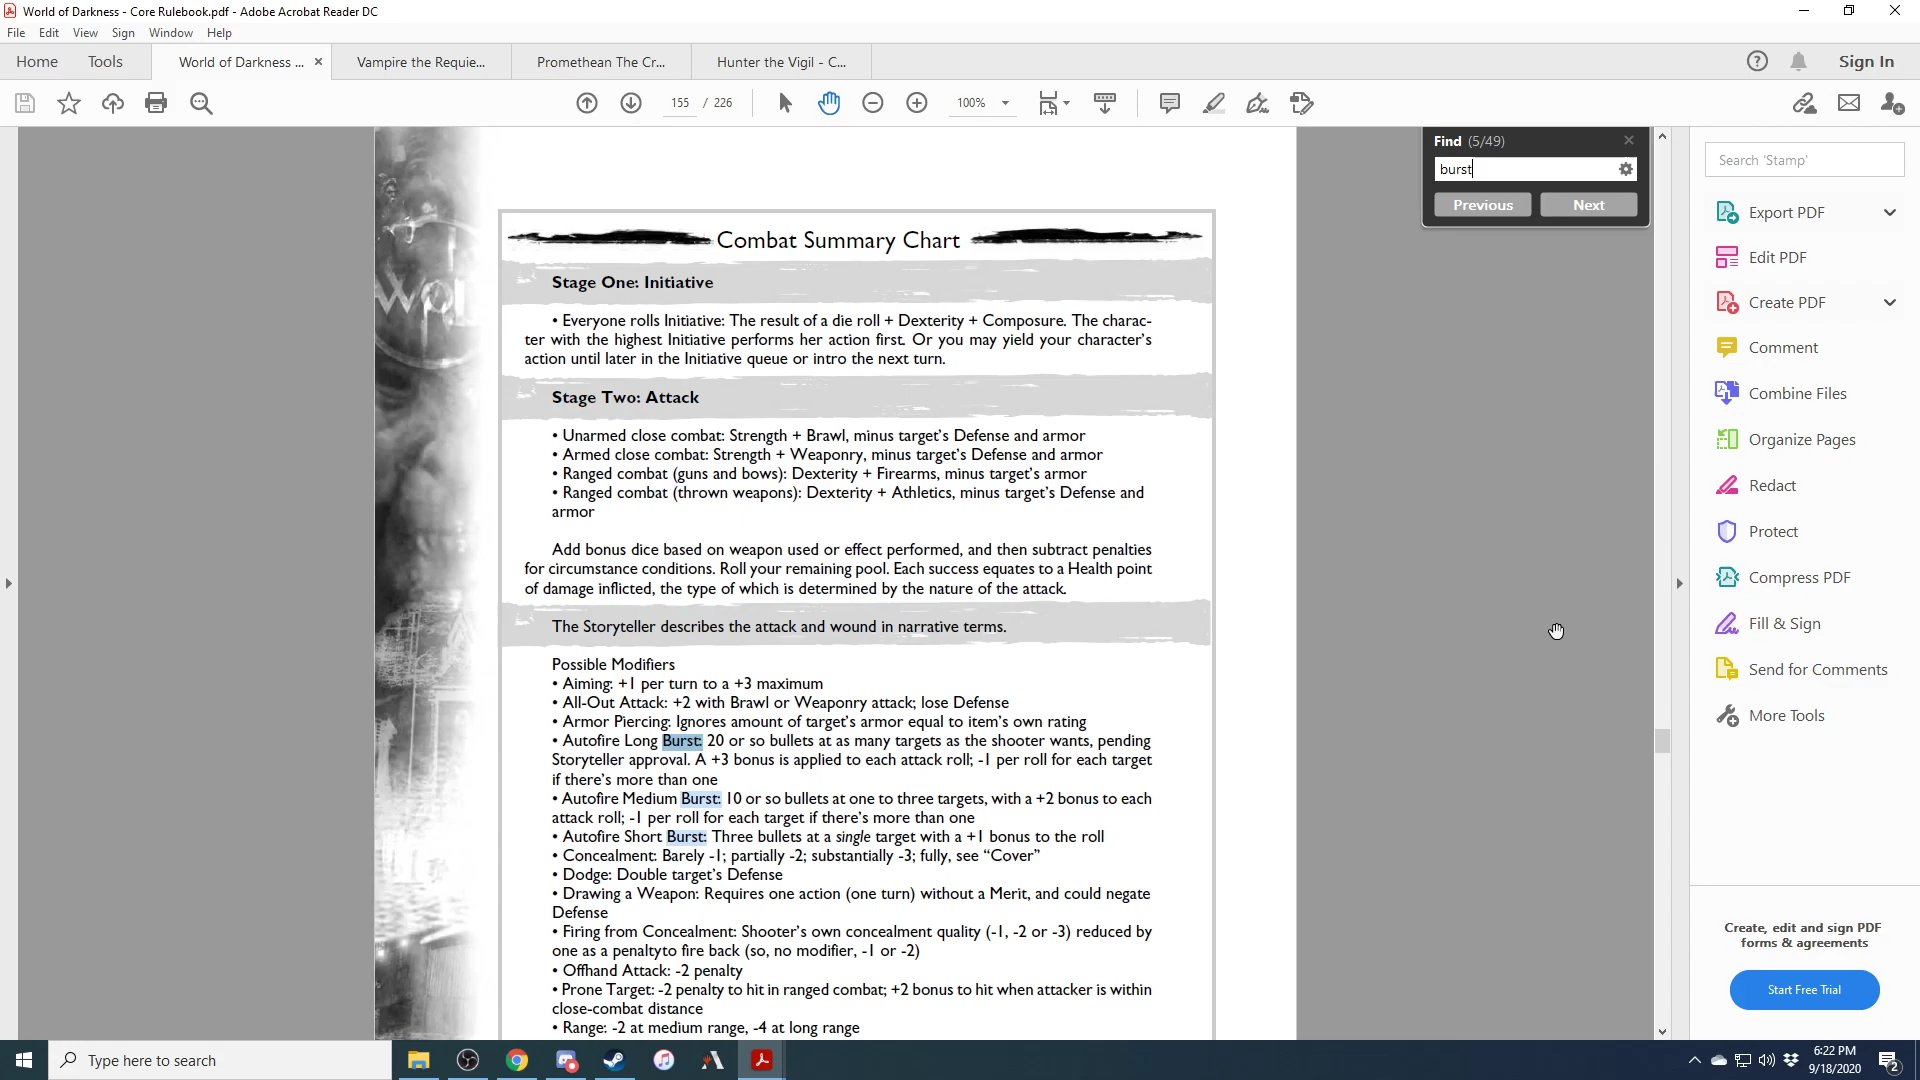 World of Darkness - Core Rulebook.pdf - Adobe Acrobat Reader DC
File Edit View Sign Window Help
Home Tools World of Darkness ... Vampire the Requie... Promethean The Cr... Hunter the Vigil - C... Sign In
155 / 226 100%
Find (5/49)
burst
Previous Next
Search 'Stamp'
Export PDF
Edit PDF
Create PDF
Comment
Combine Files
Organize Pages
Redact
Protect
Compress PDF
Fill & Sign
Send for Comments
More Tools
Create, edit and sign PDF
forms & agreements
Start Free Trial
Combat Summary Chart
Stage One: Initiative
• Everyone rolls Initiative: The result of a die roll + Dexterity + Composure. The charac-
ter with the highest Initiative performs her action first. Or you may yield your character's
action until later in the Initiative queue or intro the next turn.
Stage Two: Attack
• Unarmed close combat: Strength + Brawl, minus target's Defense and armor
• Armed close combat: Strength + Weaponry, minus target's Defense and armor
• Ranged combat (guns and bows): Dexterity + Firearms, minus target's armor
• Ranged combat (thrown weapons): Dexterity + Athletics, minus target's Defense and
armor
Add bonus dice based on weapon used or effect performed, and then subtract penalties
for circumstance conditions. Roll your remaining pool. Each success equates to a Health point
of damage inflicted, the type of which is determined by the nature of the attack.
The Storyteller describes the attack and wound in narrative terms.
Possible Modifiers
• Aiming: +1 per turn to a +3 maximum
• All-Out Attack: +2 with Brawl or Weaponry attack; lose Defense
• Armor Piercing: Ignores amount of target's armor equal to item's own rating
• Autofire Long Burst: 20 or so bullets at as many targets as the shooter wants, pending
Storyteller approval. A +3 bonus is applied to each attack roll; -1 per roll for each target
if there's more than one
• Autofire Medium Burst: 10 or so bullets at one to three targets, with a +2 bonus to each
attack roll; -1 per roll for each target if there's more than one
• Autofire Short Burst: Three bullets at a single target with a +1 bonus to the roll
• Concealment: Barely -1; partially -2; substantially -3; fully, see “Cover”
• Dodge: Double target's Defense
• Drawing a Weapon: Requires one action (one turn) without a Merit, and could negate
Defense
• Firing from Concealment: Shooter's own concealment quality (-1, -2 or -3) reduced by
one as a penaltyto fire back (so, no modifier, -1 or -2)
• Offhand Attack: -2 penalty
• Prone Target: -2 penalty to hit in ranged combat; +2 bonus to hit when attacker is within
close-combat distance
• Range: -2 at medium range, -4 at long range
Type here to search
6:22 PM
9/18/2020
2